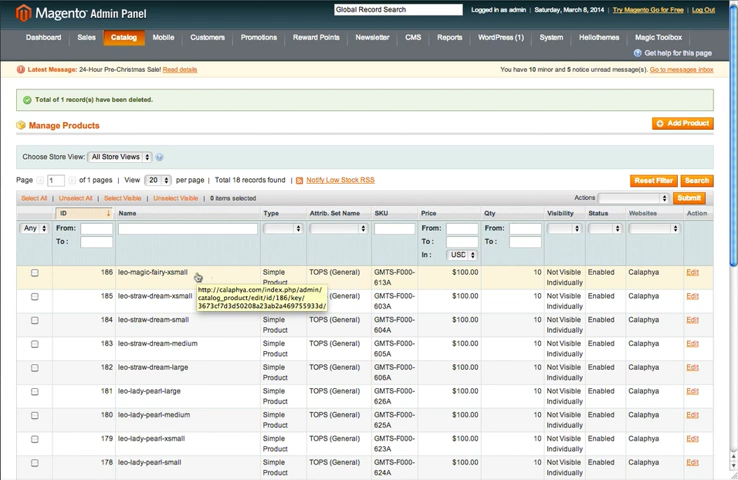 Magento Admin Panel
Global Record Search
Logged in as admin | Saturday, March 8, 2014 | Try Magento Go for Free | Log Out
Dashboard Sales Catalog Mobile Customers Promotions Reward Points Newsletter CMS Reports WordPress (1) System Hellothemes Magic Toolbox
Get help for this page
Latest Message: 24-Hour Pre-Christmas Sale! Read details
You have 10 minor and 5 notice unread message(s). Go to messages inbox
Total of 1 record(s) have been deleted.
Manage Products
Add Product
Choose Store View: All Store Views
Page 1 of 1 pages | View 20 per page | Total 18 records found | Notify Low Stock RSS
Reset Filter Search
Select All | Unselect All | Select Visible | Unselect Visible | 0 items selected
Actions Submit
ID Name Type Attrib. Set Name SKU Price Qty Visibility Status Websites Action
Any From: From: From:
To : To : To :
In : USD
186 leo-magic-fairy-xsmall Simple Product TOPS (General) GMTS-F000-613A $100.00 10 Not Visible Individually Enabled Calaphya Edit
http://calaphya.com/index.php/admin/
catalog_product/edit/id/186/key/
3673cf7d3d50208a23ab2a469755933d/
185 leo-straw-dream-xsmall TOPS (General) GMTS-F000-603A $100.00 10 Not Visible Individually Enabled Calaphya Edit
184 leo-straw-dream-small Simple Product TOPS (General) GMTS-F000-604A $100.00 10 Not Visible Individually Enabled Calaphya Edit
183 leo-straw-dream-medium Simple Product TOPS (General) GMTS-F000-605A $100.00 10 Not Visible Individually Enabled Calaphya Edit
182 leo-straw-dream-large Simple Product TOPS (General) GMTS-F000-606A $100.00 10 Not Visible Individually Enabled Calaphya Edit
181 leo-lady-pearl-large Simple Product TOPS (General) GMTS-F000-626A $100.00 10 Not Visible Individually Enabled Calaphya Edit
180 leo-lady-pearl-medium Simple Product TOPS (General) GMTS-F000-625A $100.00 10 Not Visible Individually Enabled Calaphya Edit
179 leo-lady-pearl-xsmall Simple Product TOPS (General) GMTS-F000-623A $100.00 10 Not Visible Individually Enabled Calaphya Edit
178 leo-lady-pearl-small Simple Product TOPS (General) GMTS-F000-624A $100.00 10 Not Visible Individually Enabled Calaphya Edit